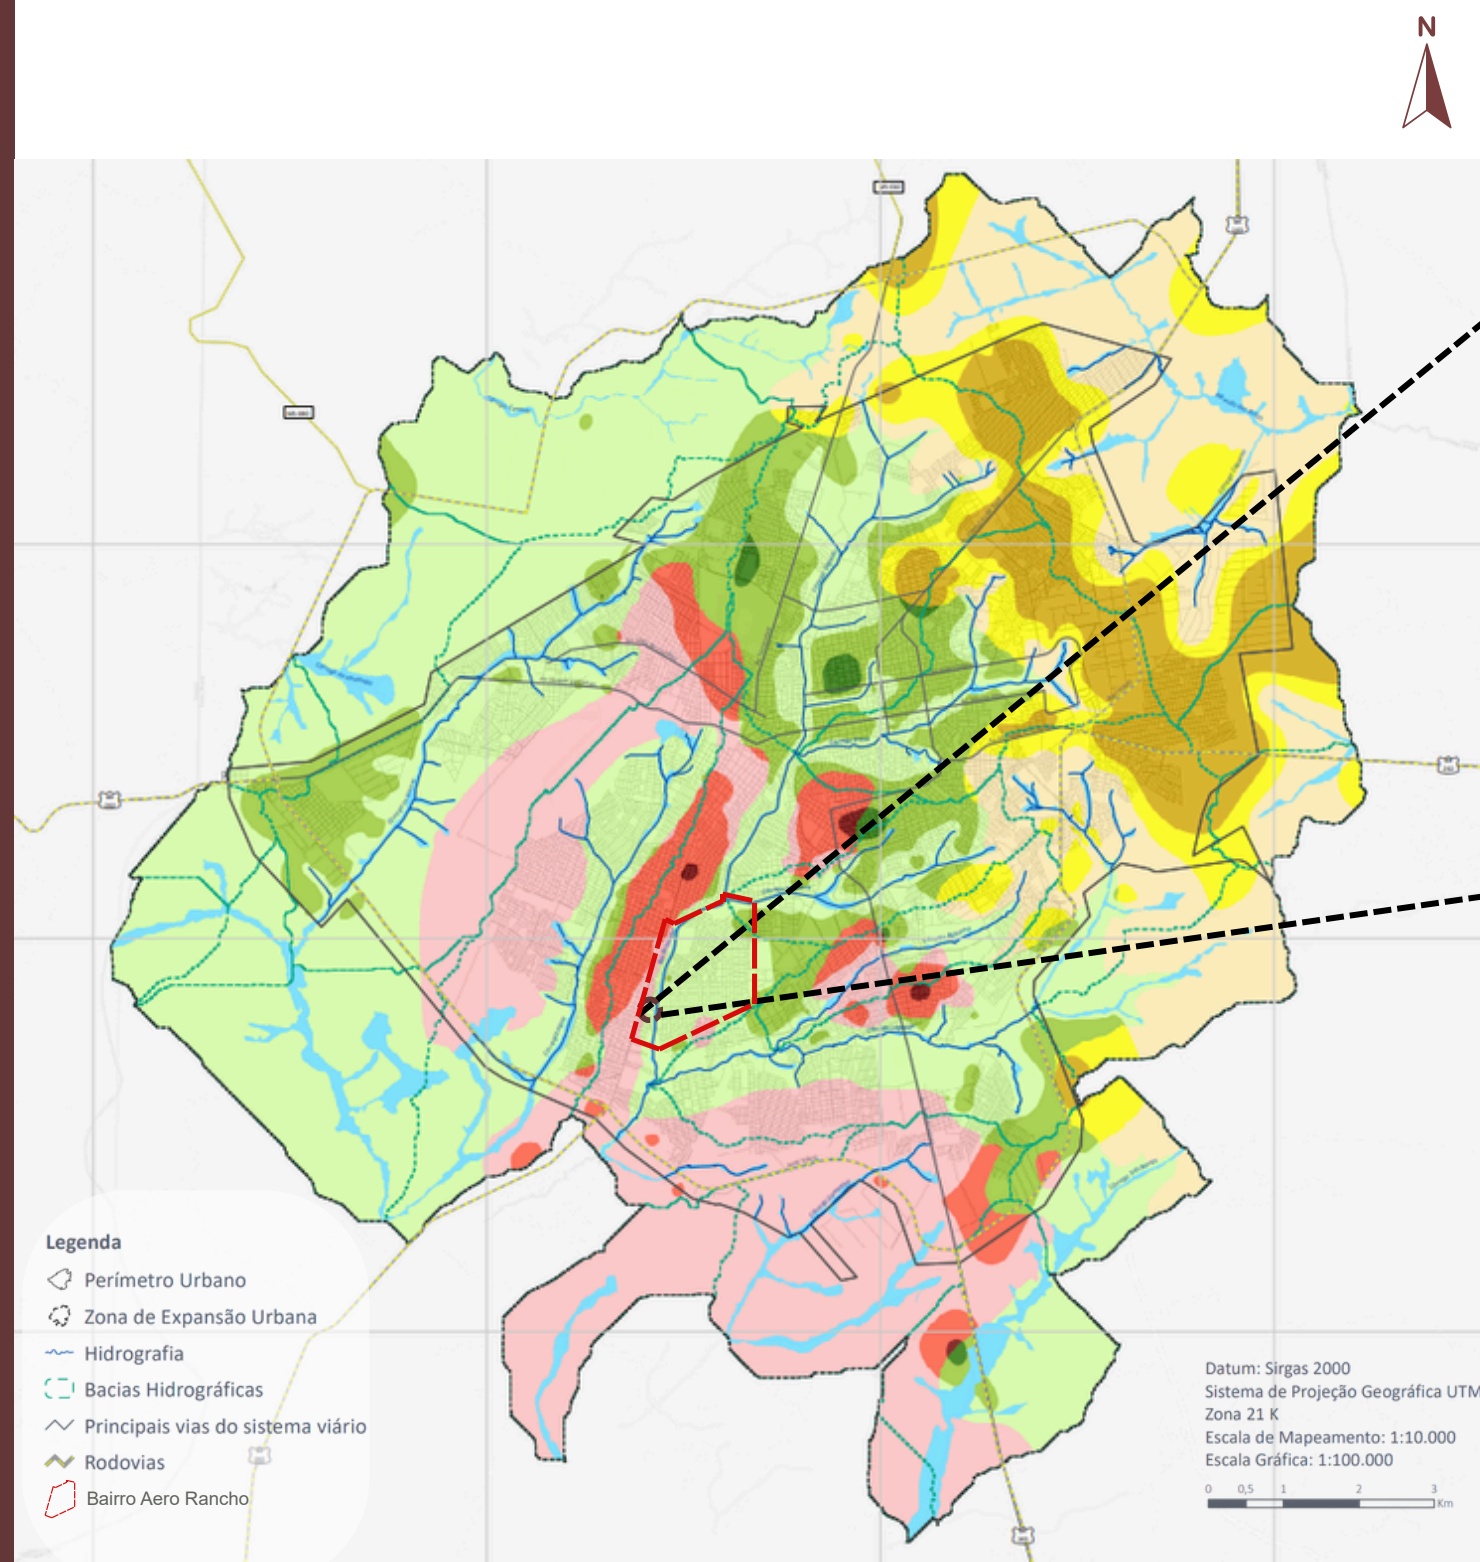 N
Legenda
Perímetro Urbano
Zona de Expansão Urbana
Hidrografia
Bacias Hidrográficas
Principais vias do sistema viário
Rodovias
Bairro Aero Rancho
Datum: Sirgas 2000
Sistema de Projeção Geográfica UTM
Zona 21 K
Escala de Mapeamento: 1:10.000
Escala Gráfica: 1:100.000
0 0,5 1 2 3
Km